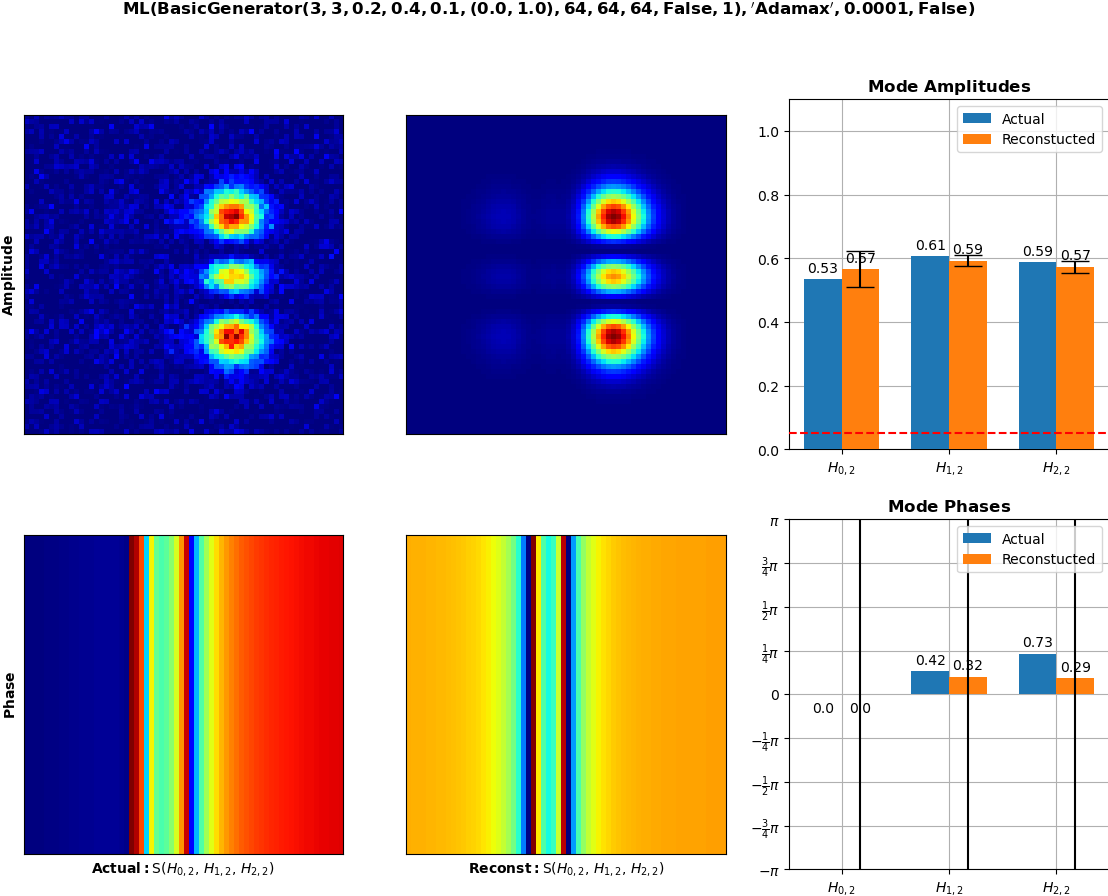 ML(BasicGenerator(3, 3, 0.2, 0.4, 0.1, (0.0, 1.0), 64, 64, 64, False, 1), ′Adamax′, 0.0001, False)
Amplitude
Mode Amplitudes
Actual
Reconstucted
1.0
0.8
0.6
0.4
0.2
0.0
0.53
0.57
0.61
0.59
0.59
0.57
H0, 2
H1, 2
H2, 2
Phase
Actual: S(H0, 2, H1, 2, H2, 2)
Reconst: S(H0, 2, H1, 2, H2, 2)
Mode Phases
Actual
Reconstucted
π
3/4π
1/2π
1/4π
0
−1/4π
−1/2π
−3/4π
−π
0.0
0.0
0.42
0.32
0.73
0.29
H0, 2
H1, 2
H2, 2